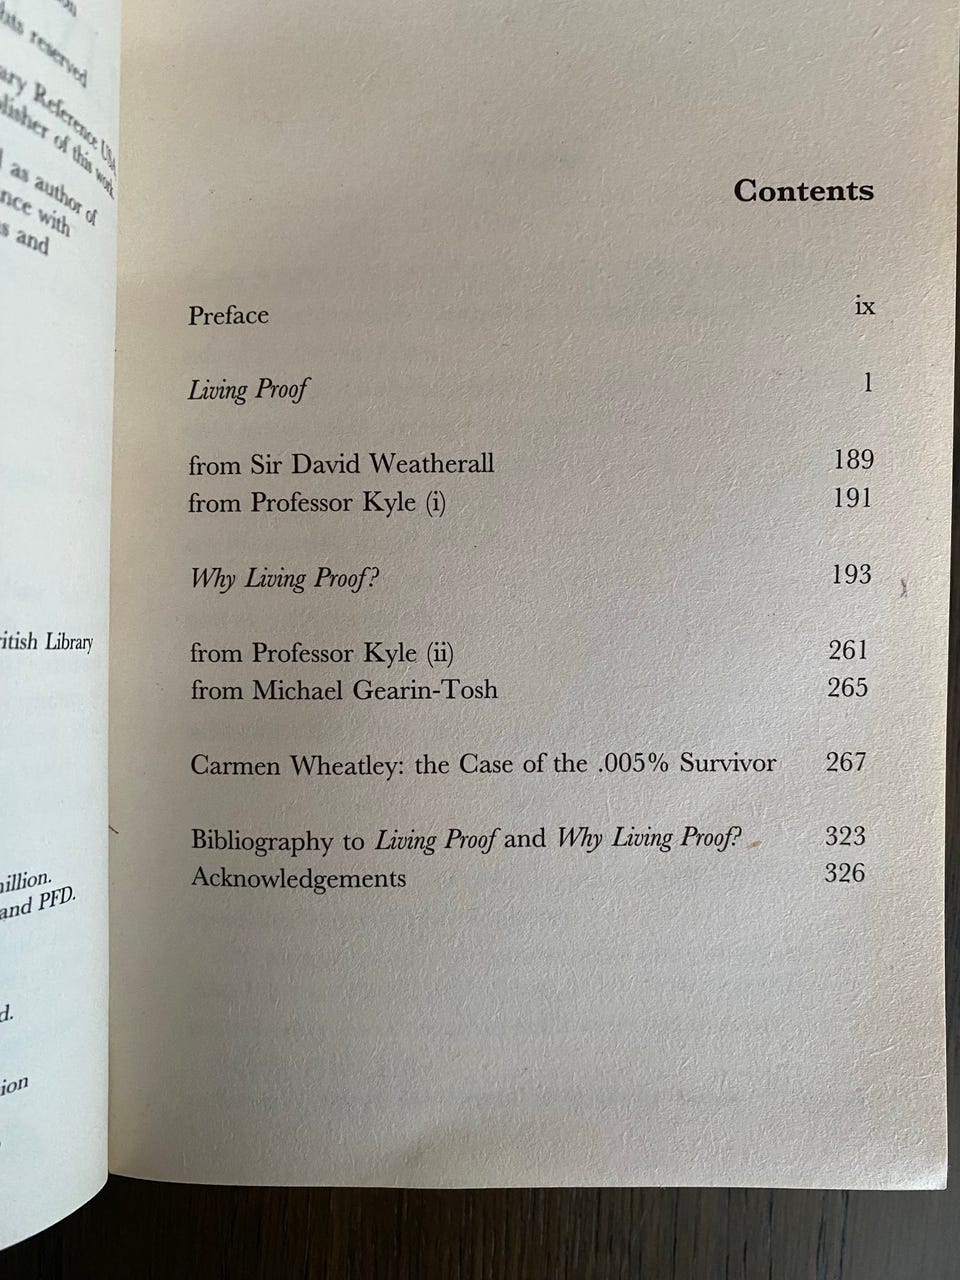 hts reserved
ary Reference USA
lisher of this work
as author of
nce with
s and
itish Library
illion.
and PFD.
d.
ion
Contents
Preface ix
Living Proof 1
from Sir David Weatherall 189
from Professor Kyle (i) 191
Why Living Proof? 193
from Professor Kyle (ii) 261
from Michael Gearin-Tosh 265
Carmen Wheatley: the Case of the .005% Survivor 267
Bibliography to Living Proof and Why Living Proof? 323
Acknowledgements 326